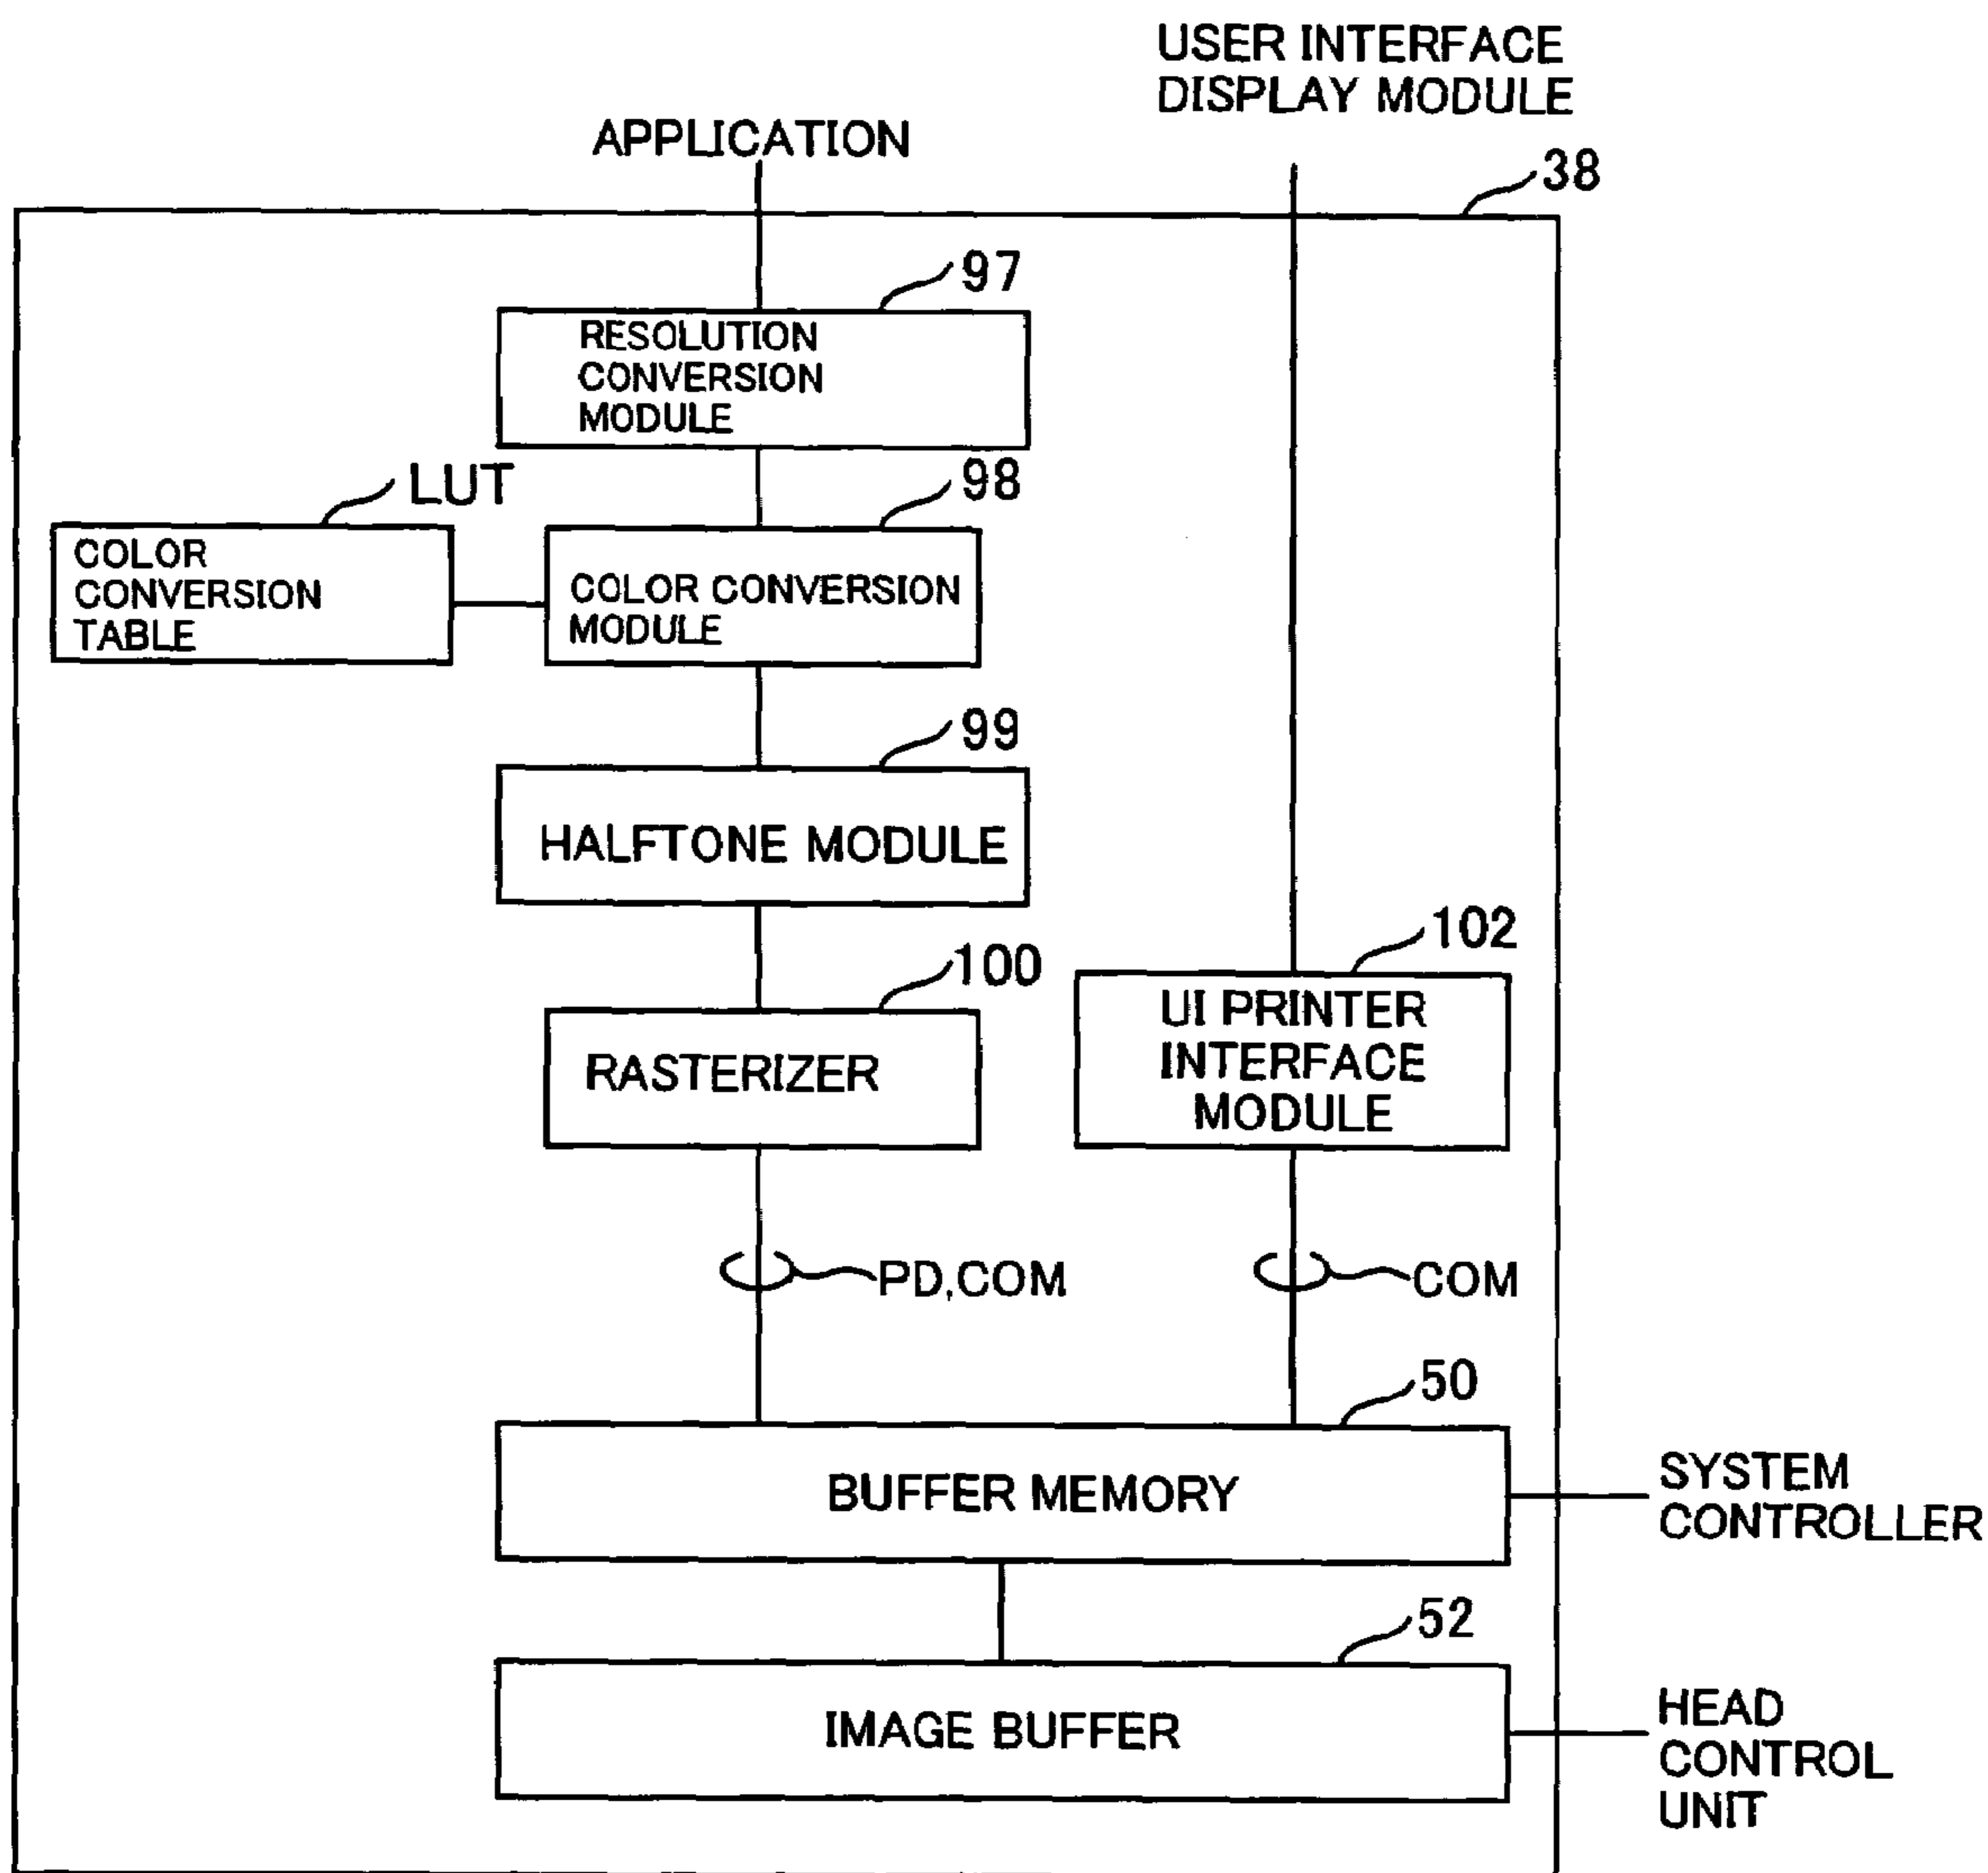 USER INTERFACE
DISPLAY MODULE
APPLICATION
38
97
RESOLUTION
CONVERSION
MODULE
LUT
98
COLOR
CONVERSION
TABLE
COLOR CONVERSION
MODULE
99
HALFTONE MODULE
100
102
RASTERIZER
UI PRINTER
INTERFACE
MODULE
PD,COM
COM
50
BUFFER MEMORY
SYSTEM
CONTROLLER
52
IMAGE BUFFER
HEAD
CONTROL
UNIT